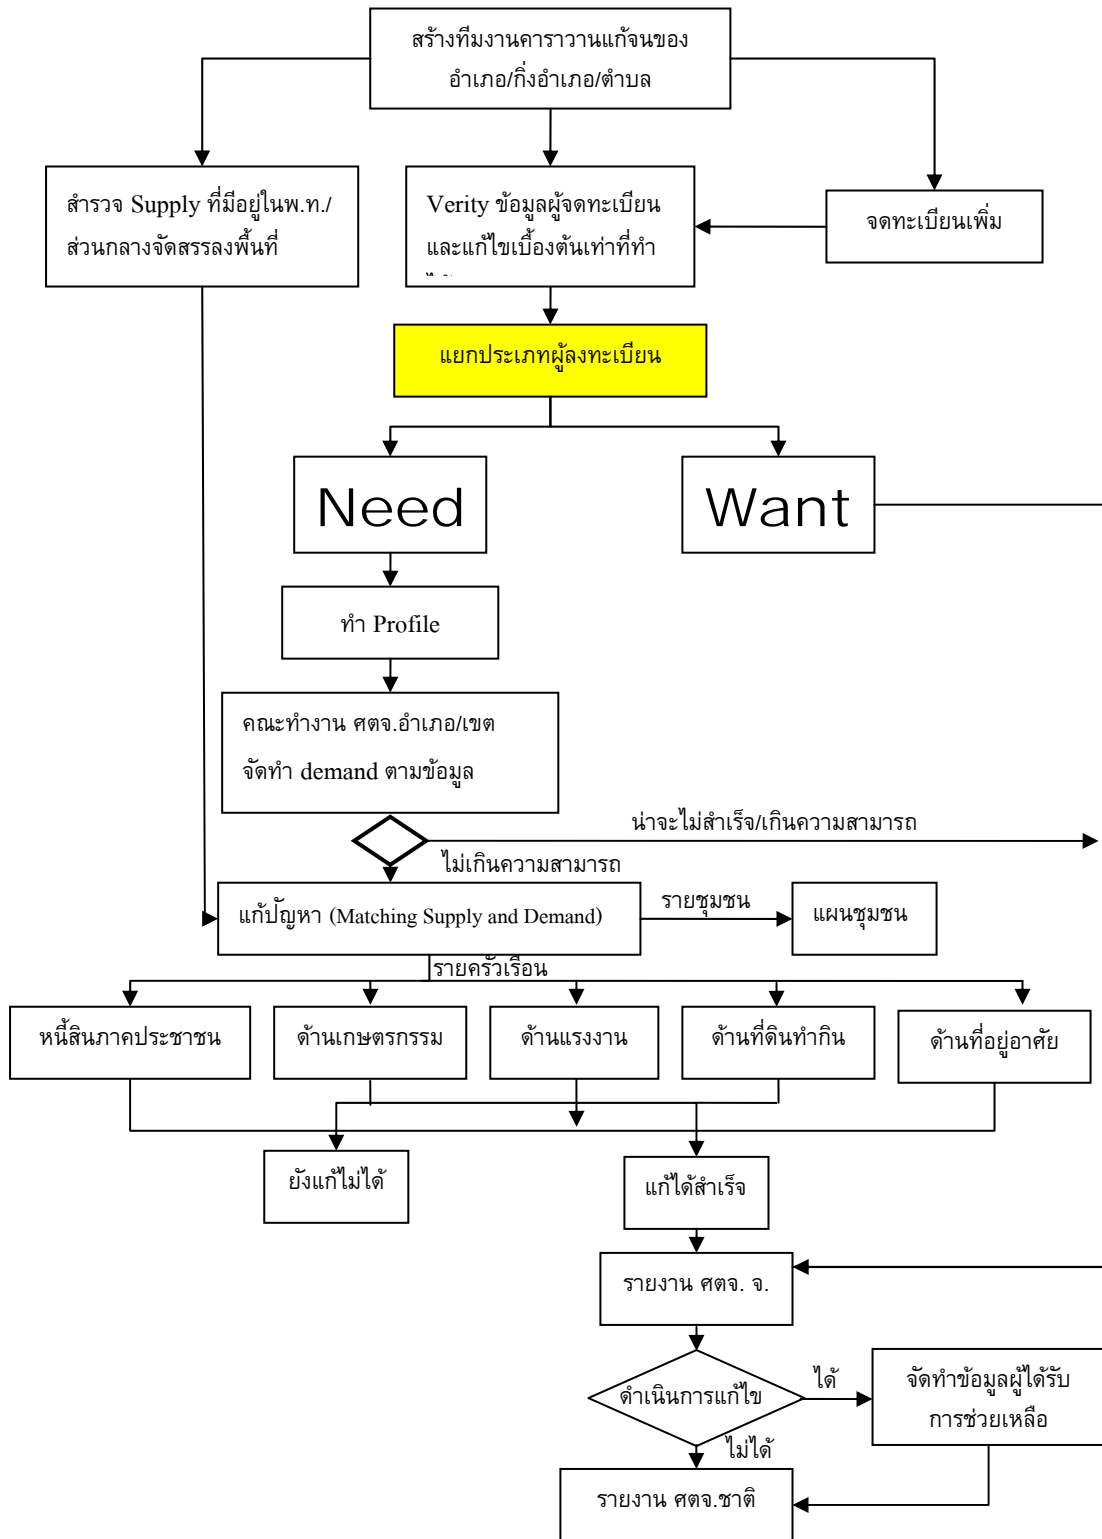 สร้างทีมงานคาราวานแก้จนของ
อำเภอ/กิ่งอำเภอ/ตำบล
สำรวจ Supply ที่มีอยู่ในพ.ท./
ส่วนกลางจัดสรรลงพื้นที่
Verity ข้อมูลผู้จดทะเบียน
และแก้ไขเบื้องต้นเท่าที่ทำ
จดทะเบียนเพิ่ม
แยกประเภทผู้ลงทะเบียน
Need
Want
ทำ Profile
คณะทำงาน ศตจ.อำเภอ/เขต
จัดทำ demand ตามข้อมูล
น่าจะไม่สำเร็จ/เกินความสามารถ
ไม่เกินความสามารถ
แก้ปัญหา (Matching Supply and Demand)
รายชุมชน
แผนชุมชน
รายครัวเรือน
หนี้สินภาคประชาชน
ด้านเกษตรกรรม
ด้านแรงงาน
ด้านที่ดินทำกิน
ด้านที่อยู่อาศัย
ยังแก้ไม่ได้
แก้ได้สำเร็จ
รายงาน ศตจ. จ.
ดำเนินการแก้ไข
ได้
จัดทำข้อมูลผู้ได้รับ
การช่วยเหลือ
ไม่ได้
รายงาน ศตจ.ชาติ